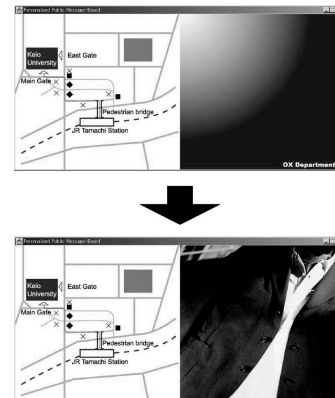 Personalized Public Message-Board
Keio
University
East Gate
Main Gate
Pedestrian bridge
JR Tamachi Station
OX Department
Personalized Public Message-Board
Keio
University
East Gate
Main Gate
Pedestrian bridge
JR Tamachi Station